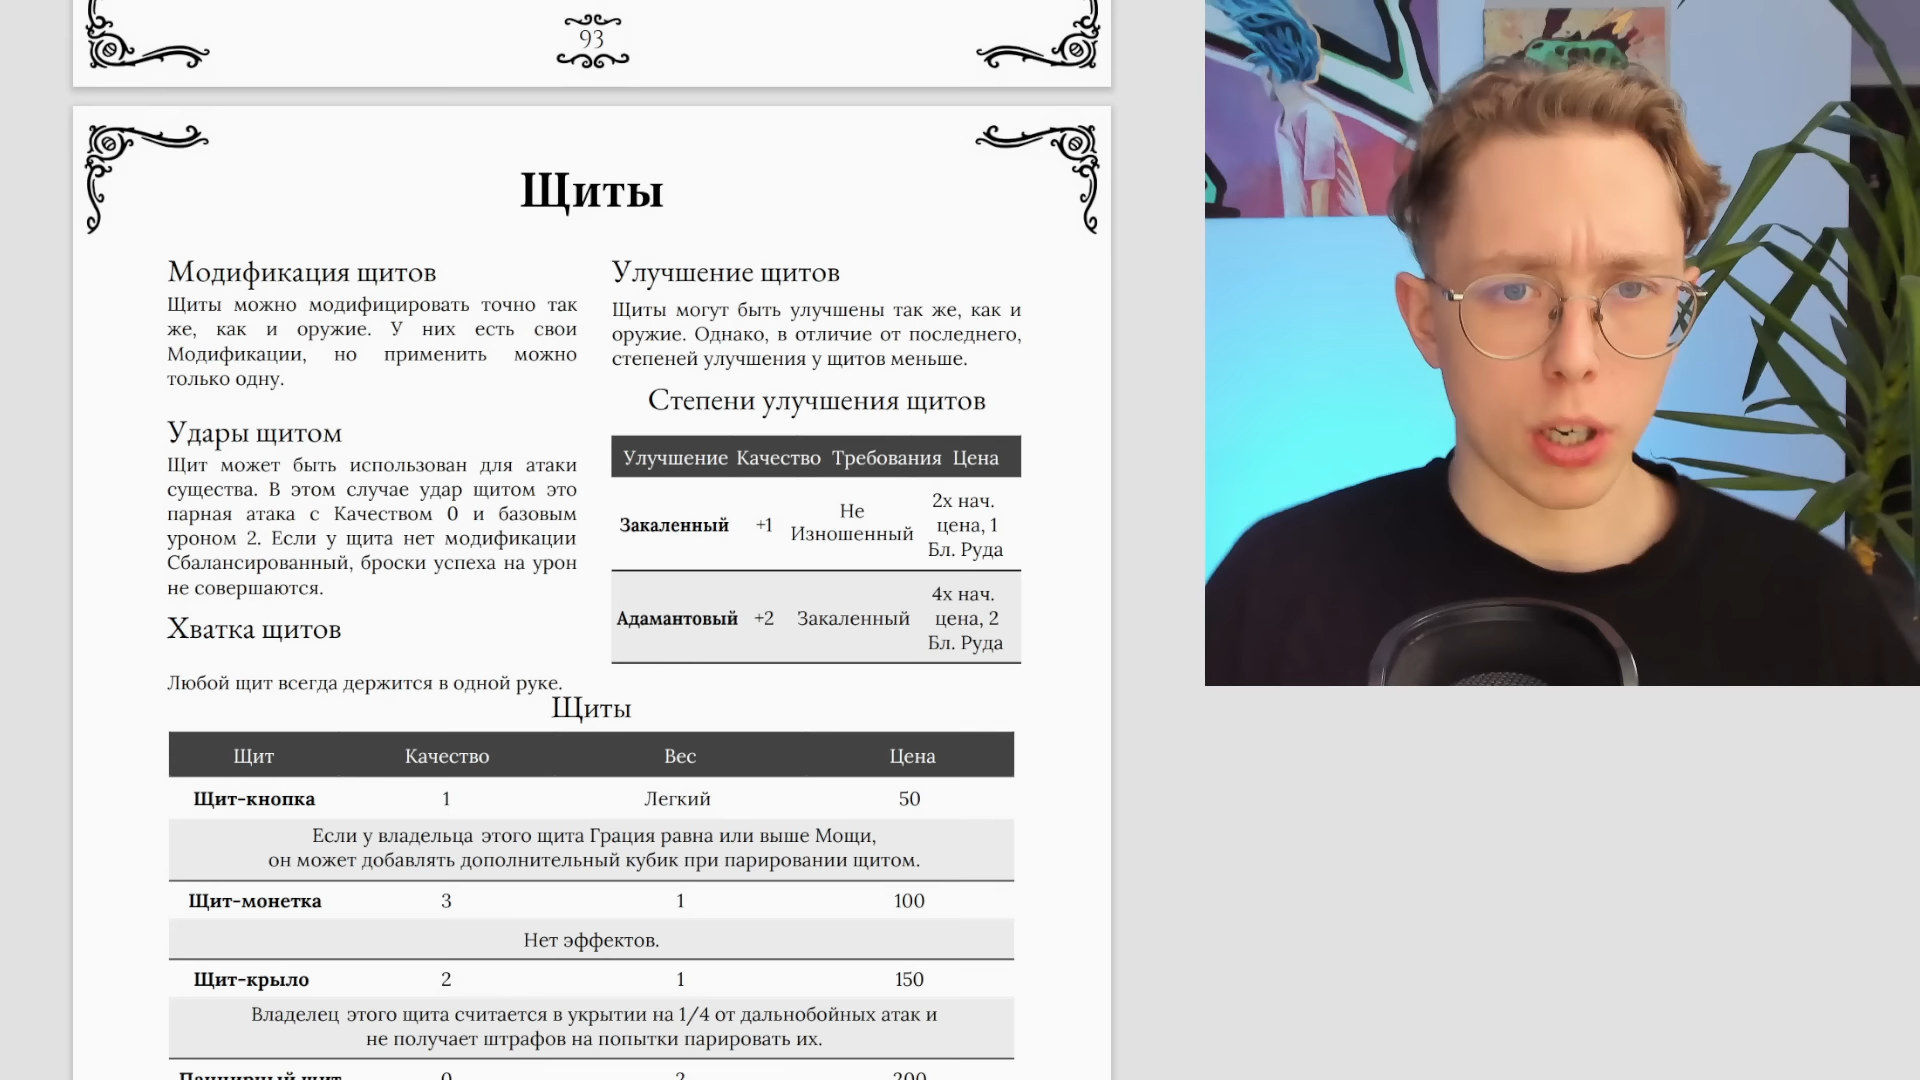 93
Щиты
Модификация щитов
Щиты можно модифицировать точно так
же, как и оружие. У них есть свои
Модификации, но применить можно
только одну.
Удары щитом
Щит может быть использован для атаки
существа. В этом случае удар щитом это
парная атака с Качеством 0 и базовым
уроном 2. Если у щита нет модификации
Сбалансированный, броски успеха на урон
не совершаются.
Хватка щитов
Любой щит всегда держится в одной руке.
Улучшение щитов
Щиты могут быть улучшены так же, как и
оружие. Однако, в отличие от последнего,
степеней улучшения у щитов меньше.
Степени улучшения щитов
Улучшение Качество Требования Цена
Закаленный +1 Не Изношенный 2х нач. цена, 1 Бл. Руда
Адамантовый +2 Закаленный 4х нач. цена, 2 Бл. Руда
Щиты
Щит Качество Вес Цена
Щит-кнопка 1 Легкий 50
Если у владельца этого щита Грация равна или выше Мощи,
он может добавлять дополнительный кубик при парировании щитом.
Щит-монетка 3 1 100
Нет эффектов.
Щит-крыло 2 1 150
Владелец этого щита считается в укрытии на 1/4 от дальнобойных атак и
не получает штрафов на попытки парировать их.
Панцирный щит 0 2 200